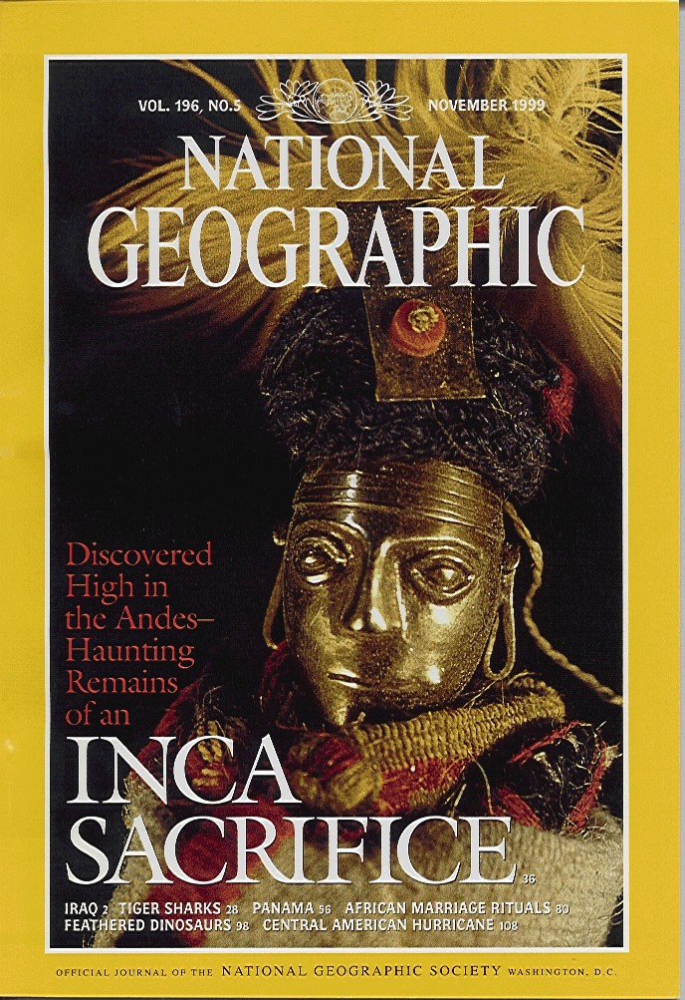 VOL. 196, NO.5 NOVEMBER 1999
NATIONAL
GEOGRAPHIC
Discovered
High in
the Andes–
Haunting
Remains
of an
INCA
SACRIFICE 36
IRAQ 2 TIGER SHARKS 28 PANAMA 56 AFRICAN MARRIAGE RITUALS 80
FEATHERED DINOSAURS 98 CENTRAL AMERICAN HURRICANE 108
OFFICIAL JOURNAL OF THE NATIONAL GEOGRAPHIC SOCIETY WASHINGTON, D.C.